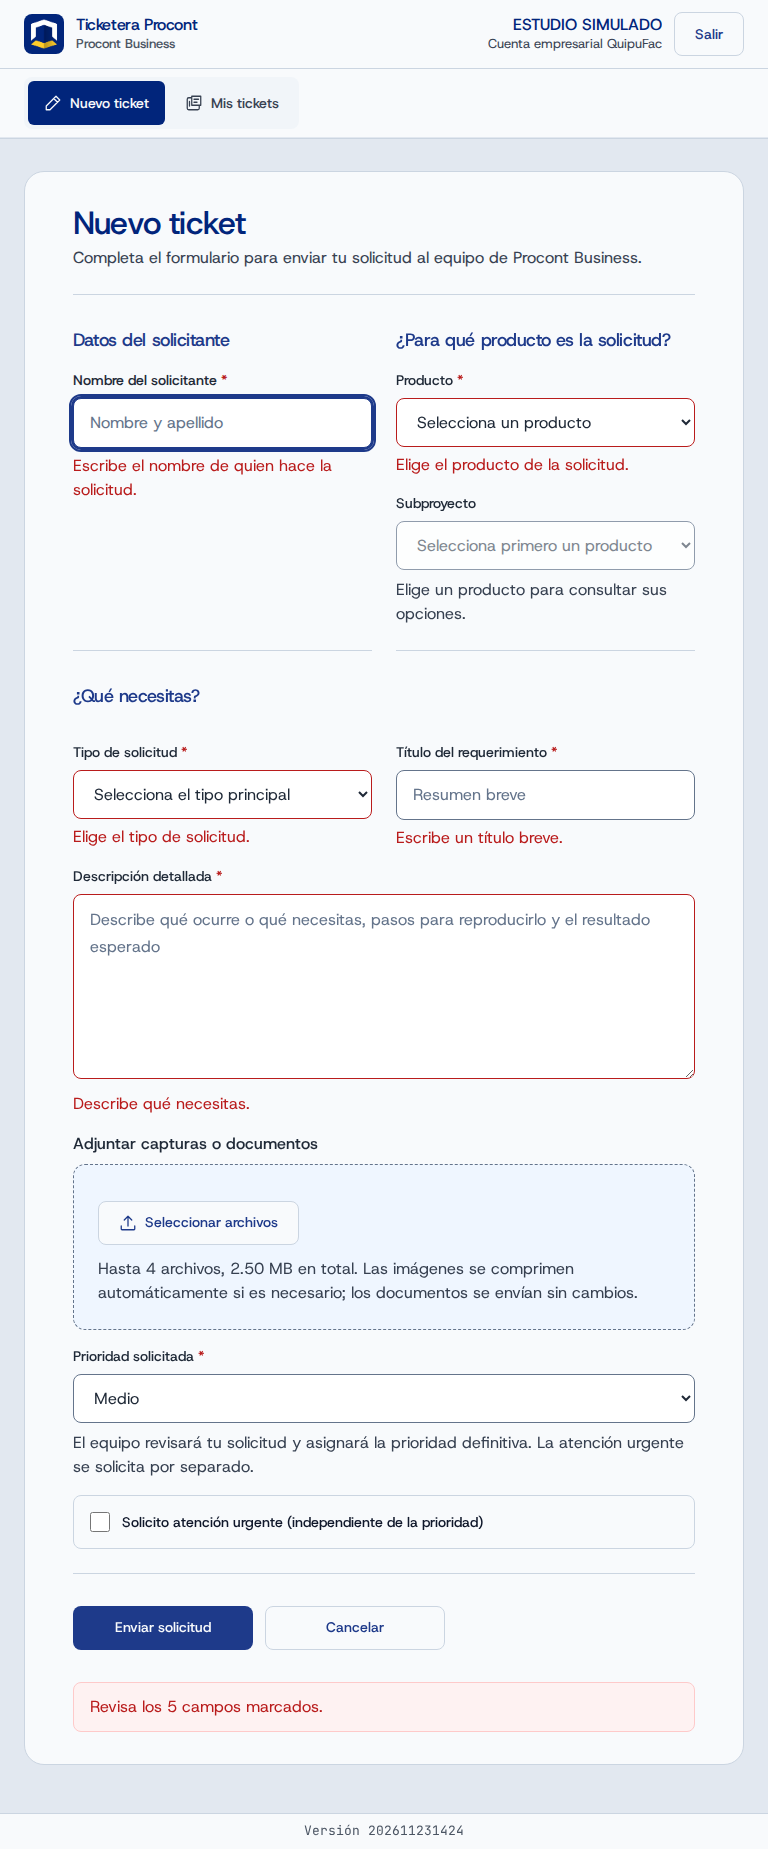 Ticketera Procont
Procont Business
ESTUDIO SIMULADO
Cuenta empresarial QuipuFac
Salir
Nuevo ticket
Mis tickets
Nuevo ticket
Completa el formulario para enviar tu solicitud al equipo de Procont Business.
Datos del solicitante
Nombre del solicitante *
Nombre y apellido
Escribe el nombre de quien hace la
solicitud.
¿Para qué producto es la solicitud?
Producto *
Selecciona un producto
Elige el producto de la solicitud.
Subproyecto
Selecciona primero un producto
Elige un producto para consultar sus
opciones.
¿Qué necesitas?
Tipo de solicitud *
Selecciona el tipo principal
Elige el tipo de solicitud.
Título del requerimiento *
Resumen breve
Escribe un título breve.
Descripción detallada *
Describe qué ocurre o qué necesitas, pasos para reproducirlo y el resultado
esperado
Describe qué necesitas.
Adjuntar capturas o documentos
Seleccionar archivos
Hasta 4 archivos, 2.50 MB en total. Las imágenes se comprimen
automáticamente si es necesario; los documentos se envían sin cambios.
Prioridad solicitada *
Medio
El equipo revisará tu solicitud y asignará la prioridad definitiva. La atención urgente
se solicita por separado.
Solicito atención urgente (independiente de la prioridad)
Enviar solicitud
Cancelar
Revisa los 5 campos marcados.
Versión 202611231424